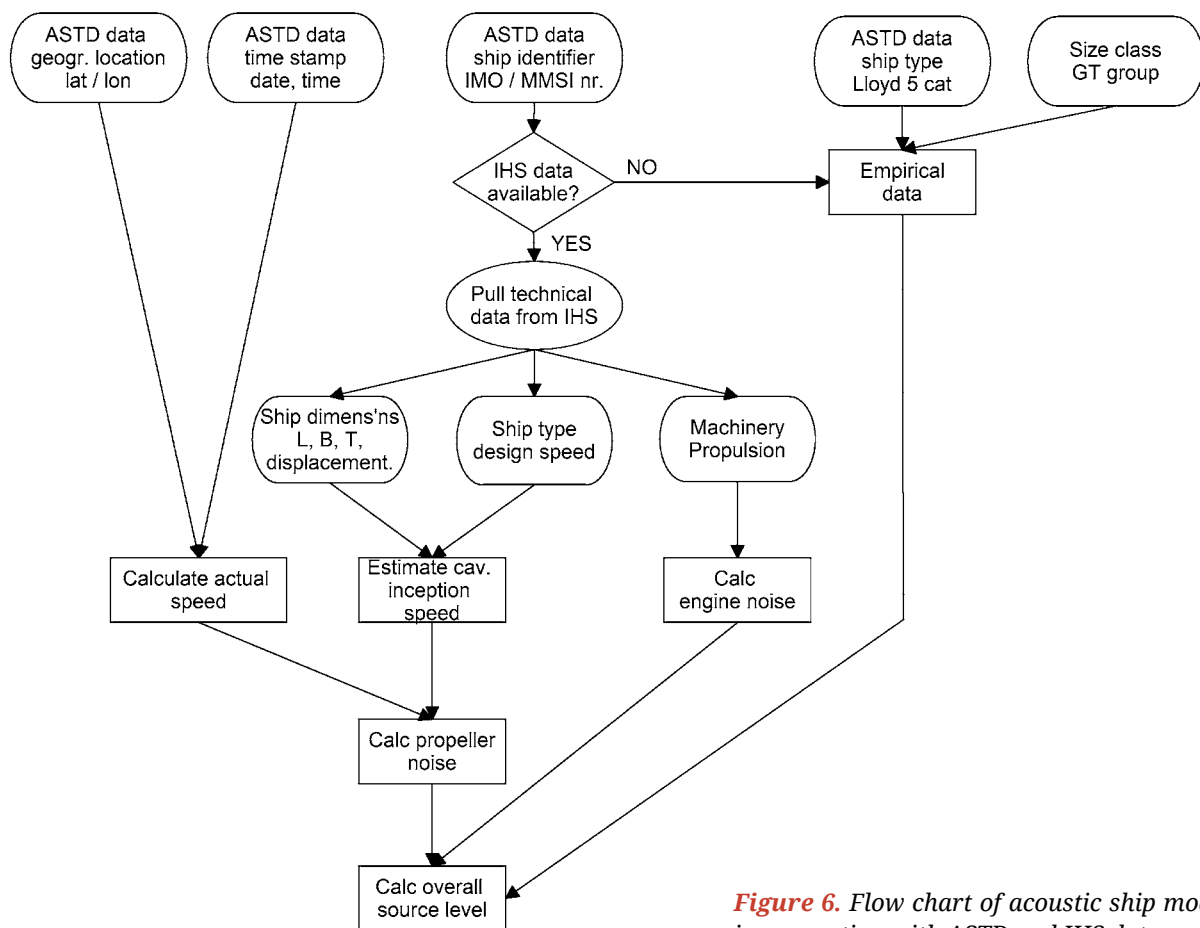 ASTD data
geogr. location
lat / lon
ASTD data
time stamp
date, time
ASTD data
ship identifier
IMO / MMSI nr.
ASTD data
ship type
Lloyd 5 cat
Size class
GT group
IHS data
available?
NO
Empirical
data
YES
Pull technical
data from IHS
Ship dimens'ns
L, B, T,
displacement.
Ship type
design speed
Machinery
Propulsion
Calculate actual
speed
Estimate cav.
inception
speed
Calc
engine noise
Calc propeller
noise
Calc overall
source level
Figure 6. Flow chart of acoustic ship mo